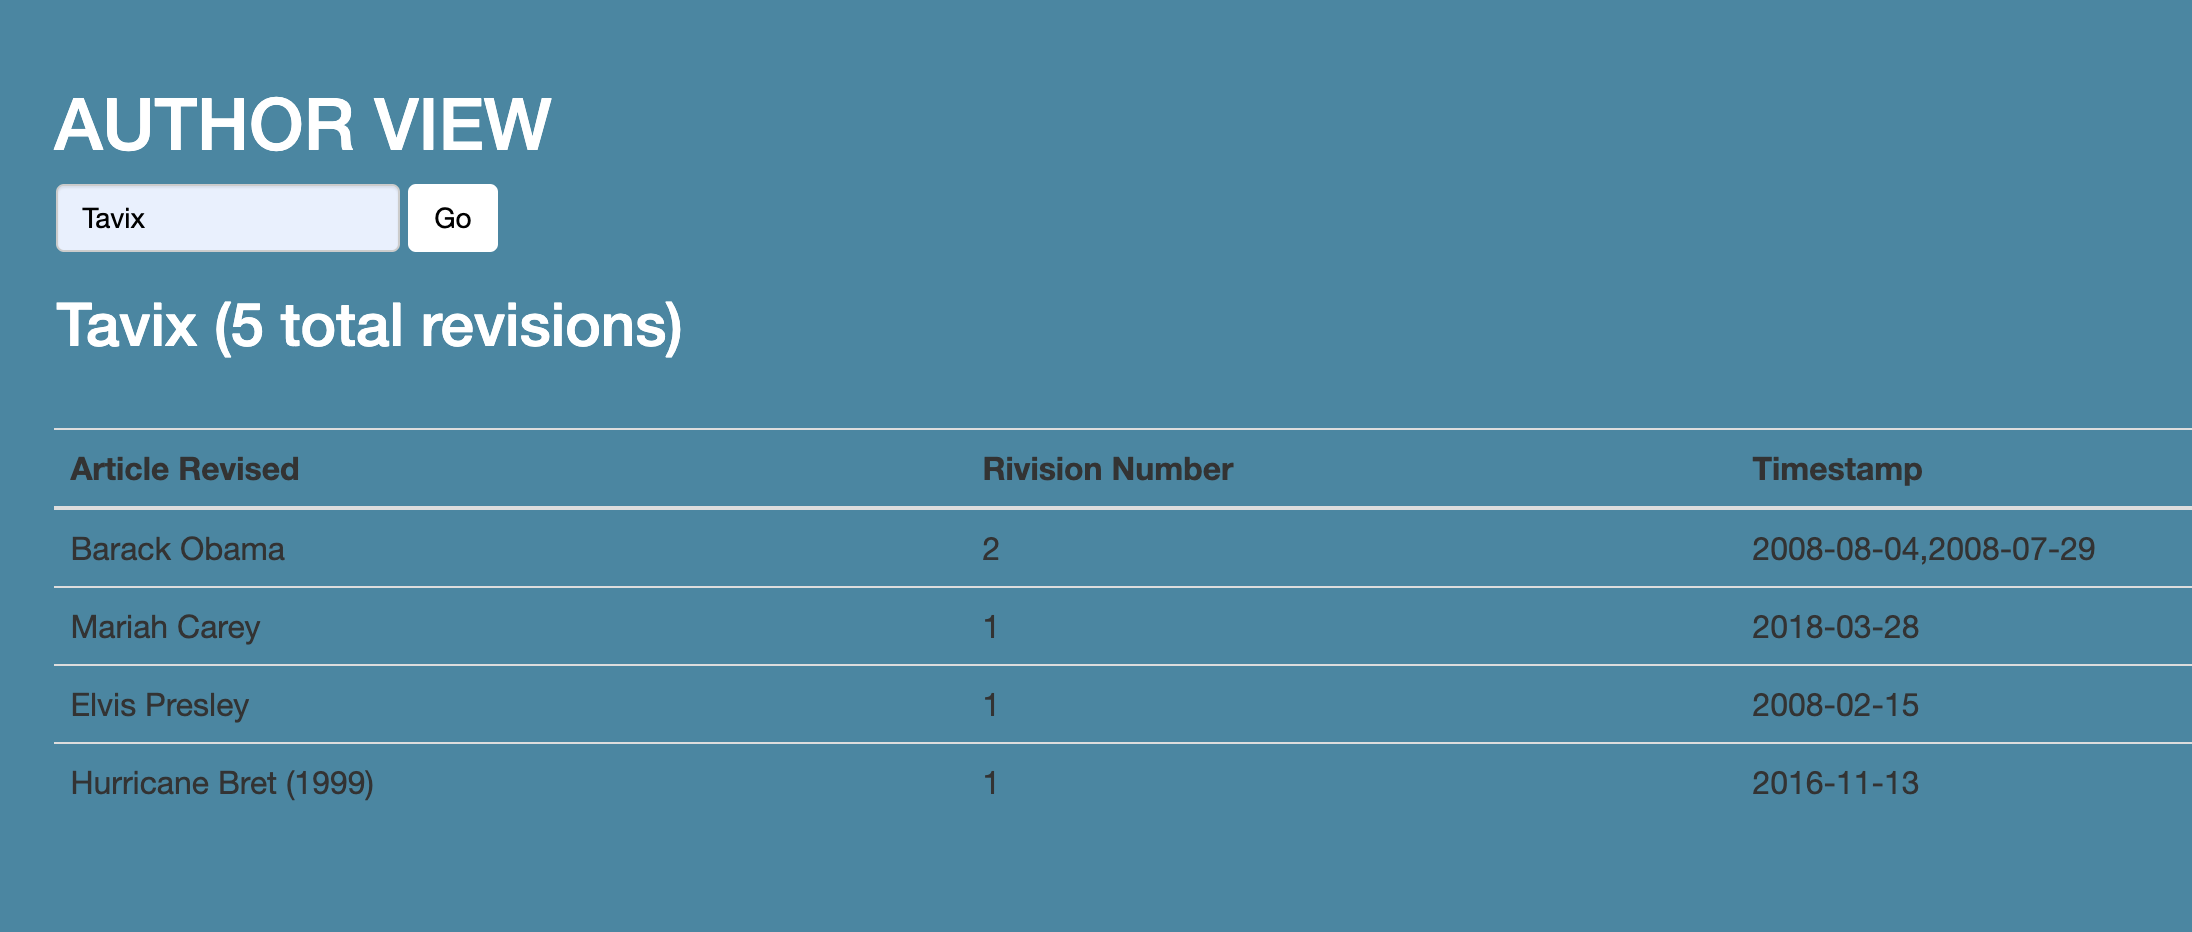 AUTHOR VIEW
Tavix Go
Tavix (5 total revisions)
Article Revised Rivision Number Timestamp
Barack Obama 2 2008-08-04,2008-07-29
Mariah Carey 1 2018-03-28
Elvis Presley 1 2008-02-15
Hurricane Bret (1999) 1 2016-11-13